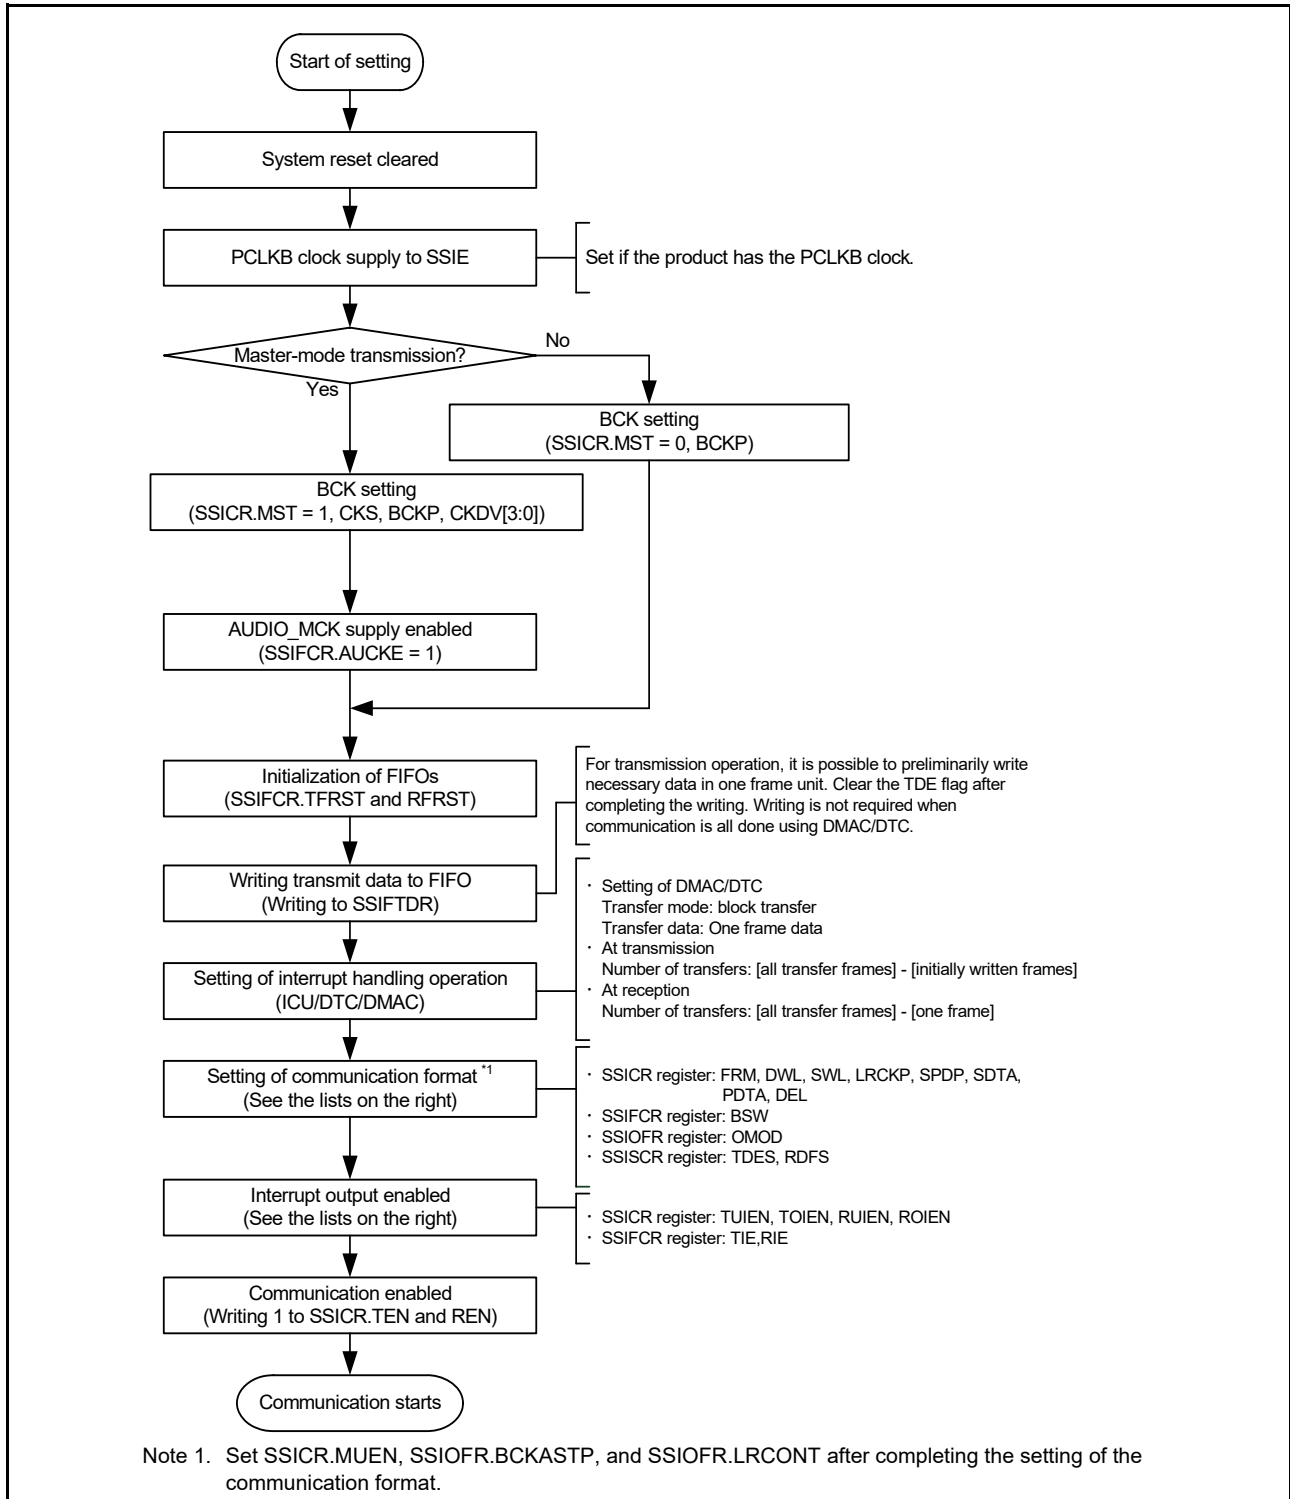 Start of setting
System reset cleared
PCLKB clock supply to SSIE
Set if the product has the PCLKB clock.
Master-mode transmission?
No
Yes
BCK setting
(SSICR.MST = 0, BCKP)
BCK setting
(SSICR.MST = 1, CKS, BCKP, CKDV[3:0])
AUDIO_MCK supply enabled
(SSIFCR.AUCKE = 1)
Initialization of FIFOs
(SSIFCR.TFRST and RFRST)
For transmission operation, it is possible to preliminarily write
necessary data in one frame unit. Clear the TDE flag after
completing the writing. Writing is not required when
communication is all done using DMAC/DTC.
Writing transmit data to FIFO
(Writing to SSIFTDR)
· Setting of DMAC/DTC
Transfer mode: block transfer
Transfer data: One frame data
· At transmission
Number of transfers: [all transfer frames] - [initially written frames]
· At reception
Number of transfers: [all transfer frames] - [one frame]
Setting of interrupt handling operation
(ICU/DTC/DMAC)
Setting of communication format *1
(See the lists on the right)
· SSICR register: FRM, DWL, SWL, LRCKP, SPDP, SDTA,
PDTA, DEL
· SSIFCR register: BSW
· SSIOFR register: OMOD
· SSISCR register: TDES, RDFS
Interrupt output enabled
(See the lists on the right)
· SSICR register: TUIEN, TOIEN, RUIEN, ROIEN
· SSIFCR register: TIE,RIE
Communication enabled
(Writing 1 to SSICR.TEN and REN)
Communication starts
Note 1. Set SSICR.MUEN, SSIOFR.BCKASTP, and SSIOFR.LRCONT after completing the setting of the
communication format.